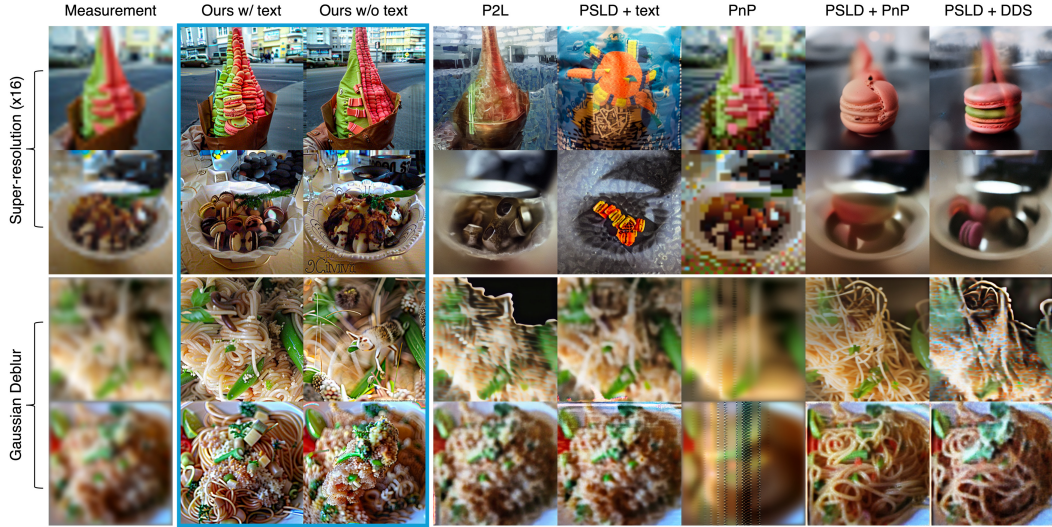 Measurement
Ours w/ text
Ours w/o text
P2L
PSLD + text
PnP
PSLD + PnP
PSLD + DDS
Super-resolution (x16)
Gaussian Deblur